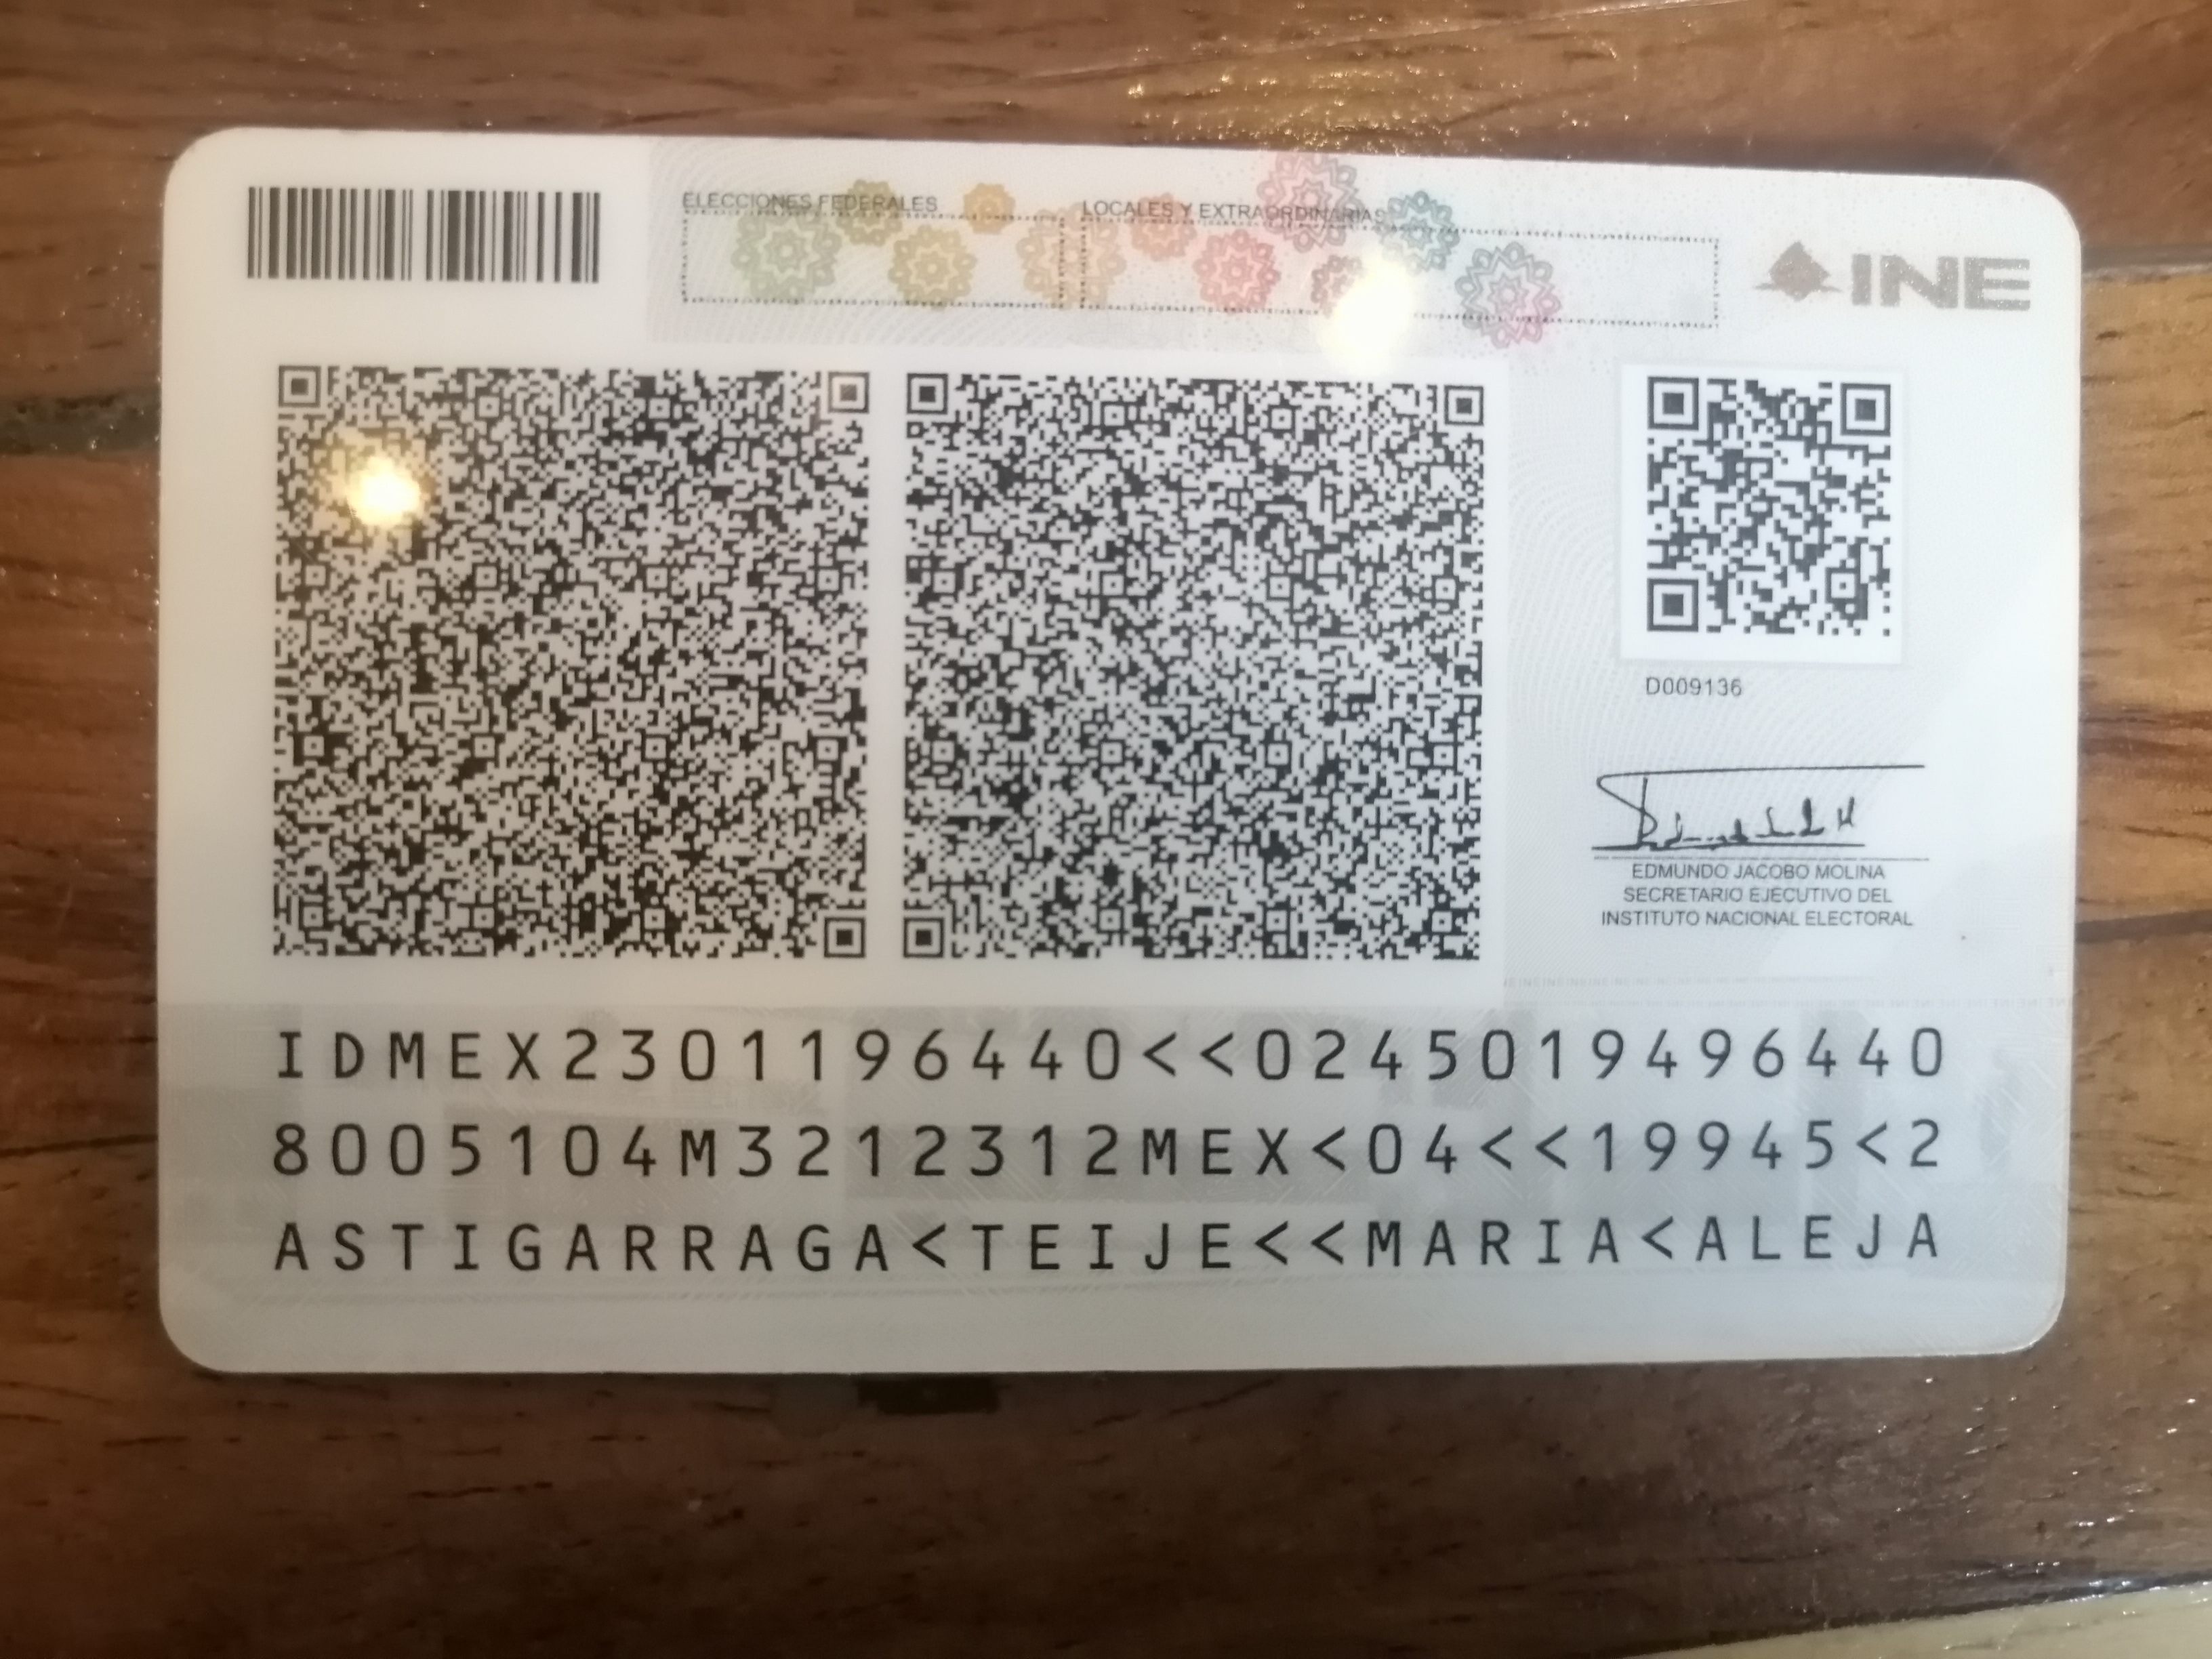 ELECCIONES FEDERALES
LOCALES Y EXTRAORDINARIAS
INE
D009136
EDMUNDO JACOBO MOLINA
SECRETARIO EJECUTIVO DEL
INSTITUTO NACIONAL ELECTORAL
IDMEX2301196440<<0245019496440
8005104M3212312MEX<04<<19945<2
ASTIGARRAGA<TEIJE<<MARIA<ALEJA